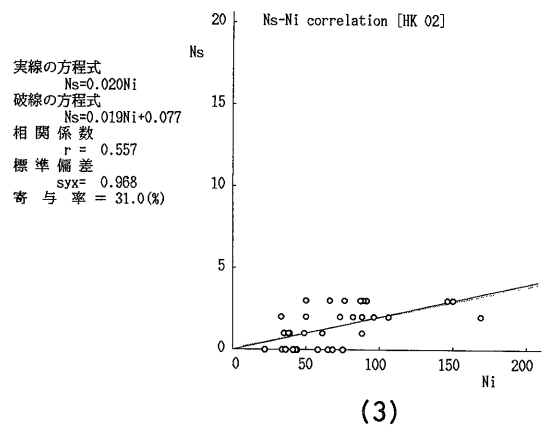 Ns-Ni correlation [HK 02]
Ns
実線の方程式
Ns=0.020Ni
破線の方程式
Ns=0.019Ni+0.077
相関係数
r = 0.557
標準偏差
syx= 0.968
寄与率 = 31.0(%)
20
15
10
5
0
0 50 100 150 200
Ni
(3)